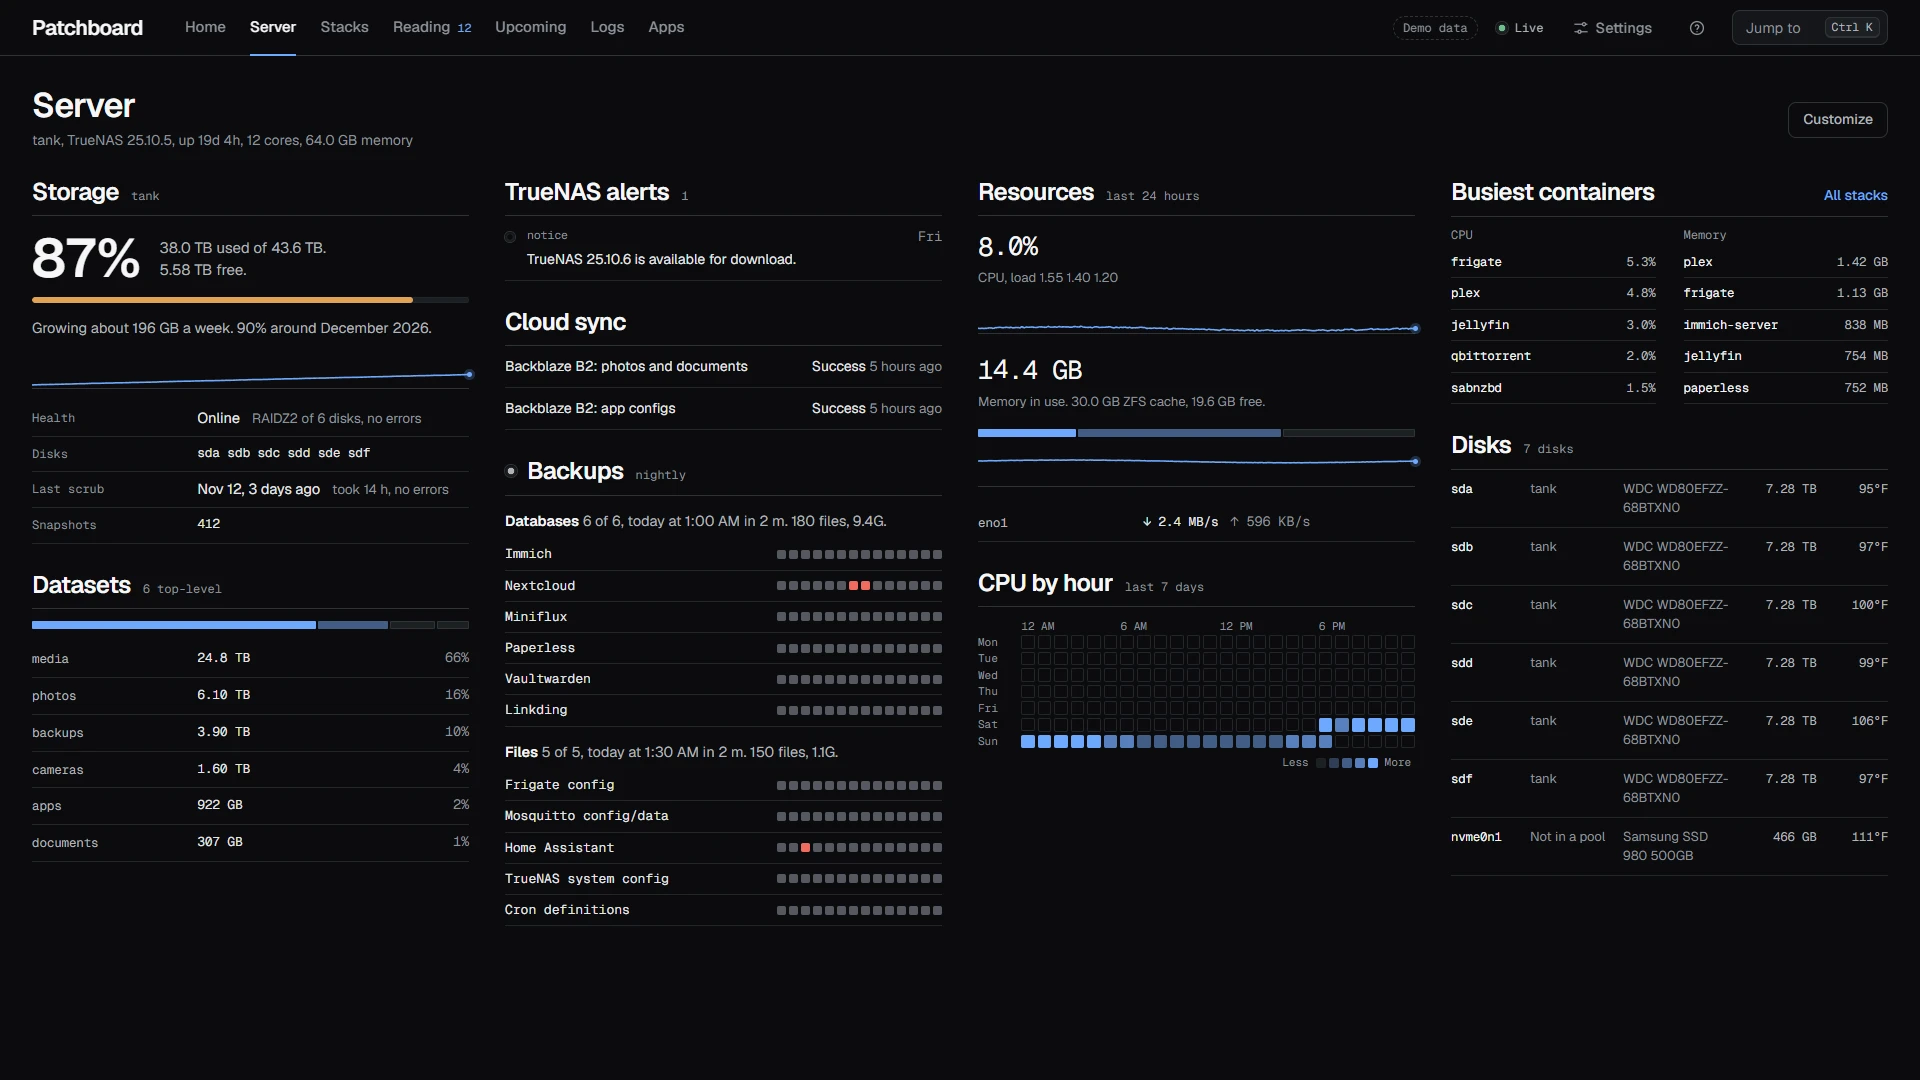 Patchboard
Home
Server
Stacks
Reading 12
Upcoming
Logs
Apps
Demo data
Live
Settings
Jump to
Ctrl K
Server
tank, TrueNAS 25.10.5, up 19d 4h, 12 cores, 64.0 GB memory
Customize
Storage tank
87%
38.0 TB used of 43.6 TB.
5.58 TB free.
Growing about 196 GB a week. 90% around December 2026.
Health Online RAIDZ2 of 6 disks, no errors
Disks sda sdb sdc sdd sde sdf
Last scrub Nov 12, 3 days ago took 14 h, no errors
Snapshots 412
Datasets 6 top-level
media 24.8 TB 66%
photos 6.10 TB 16%
backups 3.90 TB 10%
cameras 1.60 TB 4%
apps 922 GB 2%
documents 307 GB 1%
TrueNAS alerts 1
notice Fri
TrueNAS 25.10.6 is available for download.
Cloud sync
Backblaze B2: photos and documents Success 5 hours ago
Backblaze B2: app configs Success 5 hours ago
Backups nightly
Databases 6 of 6, today at 1:00 AM in 2 m. 180 files, 9.4G.
Immich
Nextcloud
Miniflux
Paperless
Vaultwarden
Linkding
Files 5 of 5, today at 1:30 AM in 2 m. 150 files, 1.1G.
Frigate config
Mosquitto config/data
Home Assistant
TrueNAS system config
Cron definitions
Resources last 24 hours
8.0%
CPU, load 1.55 1.40 1.20
14.4 GB
Memory in use. 30.0 GB ZFS cache, 19.6 GB free.
eno1 ↓ 2.4 MB/s ↑ 596 KB/s
CPU by hour last 7 days
12 AM 6 AM 12 PM 6 PM
Mon
Tue
Wed
Thu
Fri
Sat
Sun
Less More
Busiest containers All stacks
CPU
frigate 5.3%
plex 4.8%
jellyfin 3.0%
qbittorrent 2.0%
sabnzbd 1.5%
Memory
plex 1.42 GB
frigate 1.13 GB
immich-server 838 MB
jellyfin 754 MB
paperless 752 MB
Disks 7 disks
sda tank WDC WD80EFZZ-68BTXN0 7.28 TB 95°F
sdb tank WDC WD80EFZZ-68BTXN0 7.28 TB 97°F
sdc tank WDC WD80EFZZ-68BTXN0 7.28 TB 100°F
sdd tank WDC WD80EFZZ-68BTXN0 7.28 TB 99°F
sde tank WDC WD80EFZZ-68BTXN0 7.28 TB 106°F
sdf tank WDC WD80EFZZ-68BTXN0 7.28 TB 97°F
nvme0n1 Not in a pool Samsung SSD 980 500GB 466 GB 111°F